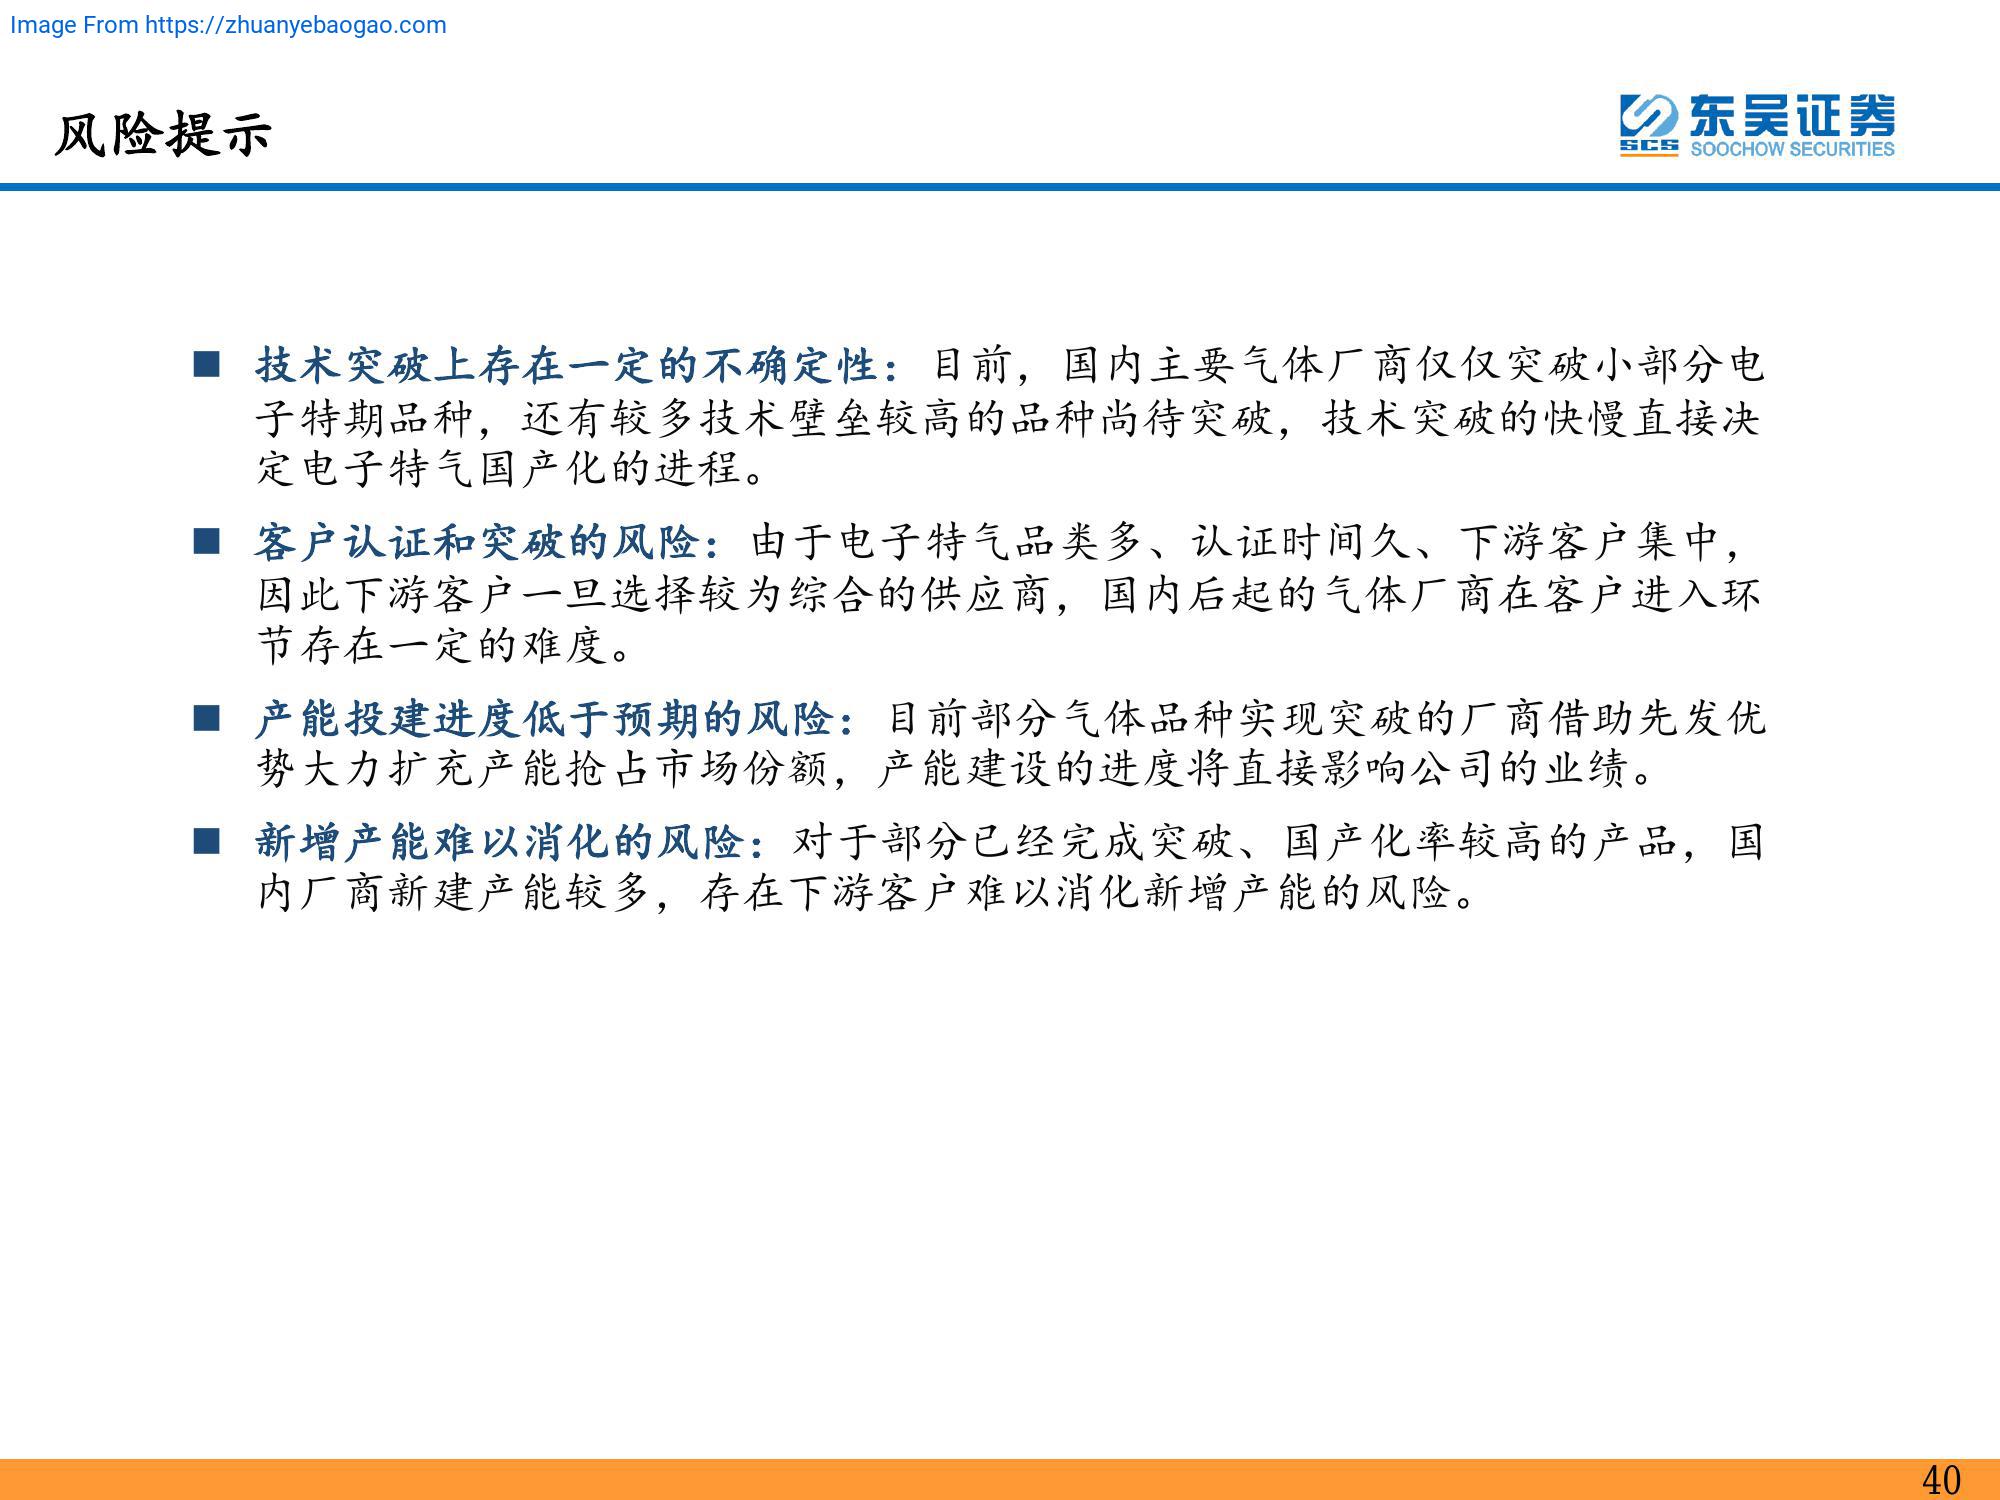 Image From https://zhuanyebaogao.com
风险提示
SCS
东吴证券
SOOCHOW SECURITIES
■ 技术突破上存在一定的不确定性：目前，国内主要气体厂商仅仅突破小部分电
子特期品种，还有较多技术壁垒较高的品种尚待突破，技术突破的快慢直接决
定电子特气国产化的进程。
■ 客户认证和突破的风险：由于电子特气品类多、认证时间久、下游客户集中，
因此下游客户一旦选择较为综合的供应商，国内后起的气体厂商在客户进入环
节存在一定的难度。
■ 产能投建进度低于预期的风险：目前部分气体品种实现突破的厂商借助先发优
势大力扩充产能抢占市场份额，产能建设的进度将直接影响公司的业绩。
■ 新增产能难以消化的风险：对于部分已经完成突破、国产化率较高的产品，国
内厂商新建产能较多，存在下游客户难以消化新增产能的风险。
40